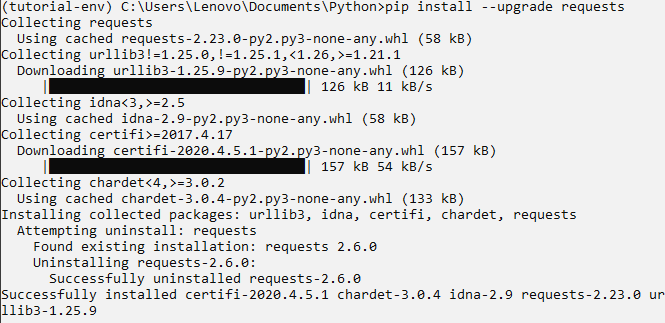 (tutorial-env) C:\Users\Lenovo\Documents\Python>pip install --upgrade requests
Collecting requests
  Using cached requests-2.23.0-py2.py3-none-any.whl (58 kB)
Collecting urllib3!=1.25.0,!=1.25.1,<1.26,>=1.21.1
  Downloading urllib3-1.25.9-py2.py3-none-any.whl (126 kB)
     |████████████████████████████████| 126 kB 11 kB/s
Collecting idna<3,>=2.5
  Using cached idna-2.9-py2.py3-none-any.whl (58 kB)
Collecting certifi>=2017.4.17
  Downloading certifi-2020.4.5.1-py2.py3-none-any.whl (157 kB)
     |████████████████████████████████| 157 kB 54 kB/s
Collecting chardet<4,>=3.0.2
  Using cached chardet-3.0.4-py2.py3-none-any.whl (133 kB)
Installing collected packages: urllib3, idna, certifi, chardet, requests
  Attempting uninstall: requests
    Found existing installation: requests 2.6.0
    Uninstalling requests-2.6.0:
      Successfully uninstalled requests-2.6.0
Successfully installed certifi-2020.4.5.1 chardet-3.0.4 idna-2.9 requests-2.23.0 ur
llib3-1.25.9